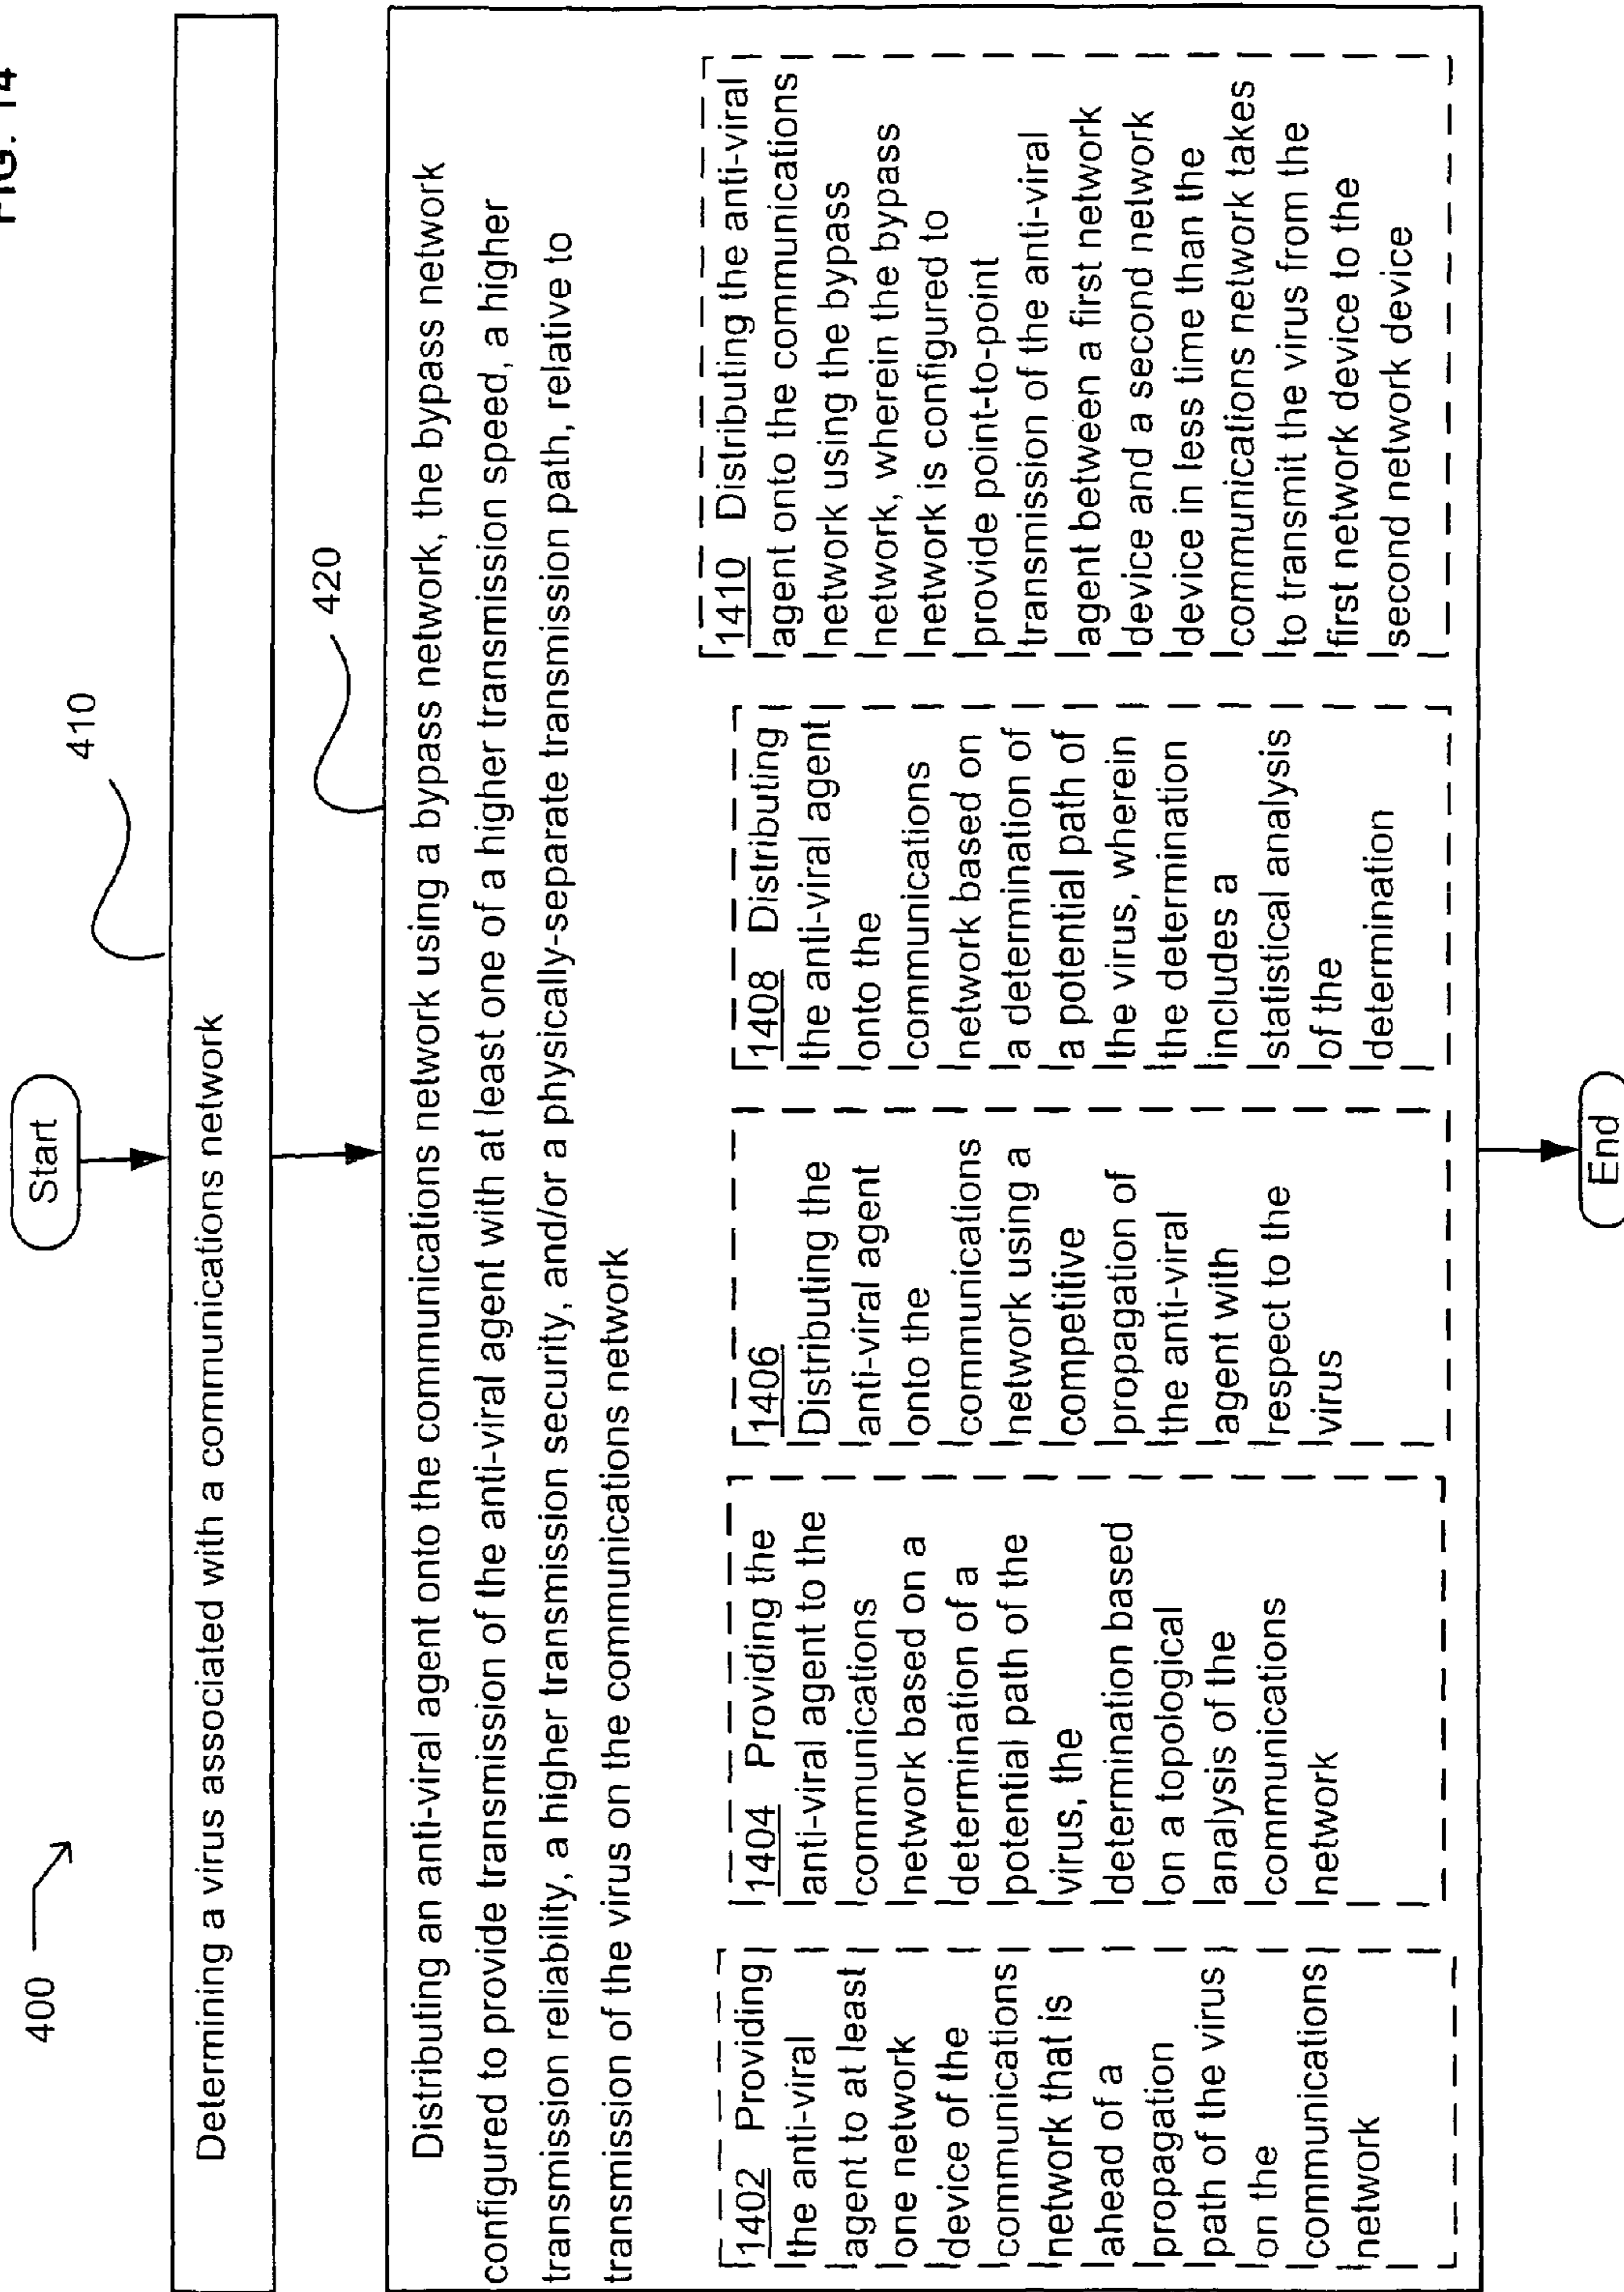 FIG. 14
400
Start
410
Determining a virus associated with a communications network
420
Distributing an anti-viral agent onto the communications network using a bypass network, the bypass network
configured to provide transmission of the anti-viral agent with at least one of a higher transmission speed, a higher
transmission reliability, a higher transmission security, and/or a physically-separate transmission path, relative to
transmission of the virus on the communications network
1402 Providing
the anti-viral
agent to at least
one network
device of the
communications
network that is
ahead of a
propagation
path of the virus
on the
communications
network
1404 Providing the
anti-viral agent to the
communications
network based on a
determination of a
potential path of the
virus, the
determination based
on a topological
analysis of the
communications
network
1406
Distributing the
anti-viral agent
onto the
communications
network using a
competitive
propagation of
the anti-viral
agent with
respect to the
virus
1408 Distributing
the anti-viral agent
onto the
communications
network based on
a determination of
a potential path of
the virus, wherein
the determination
includes a
statistical analysis
of the
determination
1410 Distributing the anti-viral
agent onto the communications
network using the bypass
network, wherein the bypass
network is configured to
provide point-to-point
transmission of the anti-viral
agent between a first network
device and a second network
device in less time than the
communications network takes
to transmit the virus from the
first network device to the
second network device
End